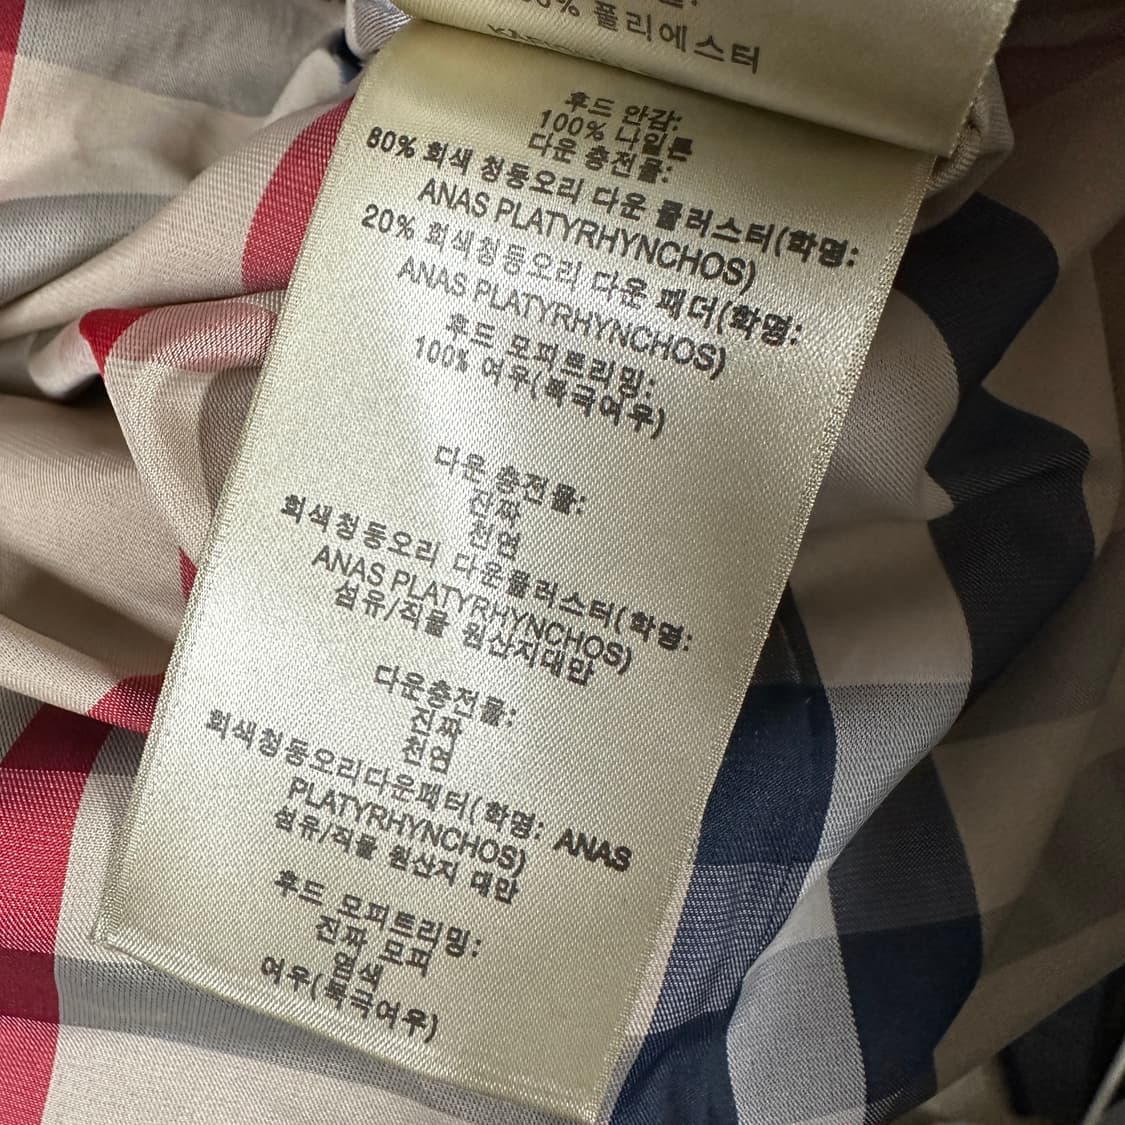 폴리에스터
후드 안감:
100% 나일론
다운 충전물:
80% 회색 청동오리 다운 클러스터(학명:
ANAS PLATYRHYNCHOS)
20% 회색청동오리 다운 패더(학명:
ANAS PLATYRHYNCHOS)
후드 모피트리밍:
100% 여우(북극여우)
다운 충전물:
진짜
천연
회색청동오리 다운클러스터(학명:
ANAS PLATYRHYNCHOS)
섬유/직물 원산지대만
다운충전물:
진짜
천연
회색청동오리다운페터(학명: ANAS
PLATYRHYNCHOS)
섬유/직물 원산지 대만
후드 모피트리밍:
진짜 모피
염색
여우(북극여우)